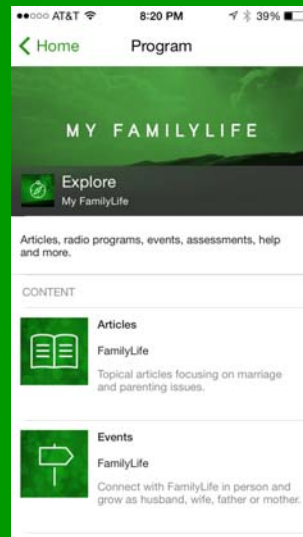 ●●○○○ AT&T 8:20 PM 39%
Home Program
MY FAMILYLIFE
Explore
My FamilyLife
Articles, radio programs, events, assessments, help
and more.
CONTENT
Articles
FamilyLife
Topical articles focusing on marriage
and parenting issues.
Events
FamilyLife
Connect with FamilyLife in person and
grow as husband, wife, father or mother.